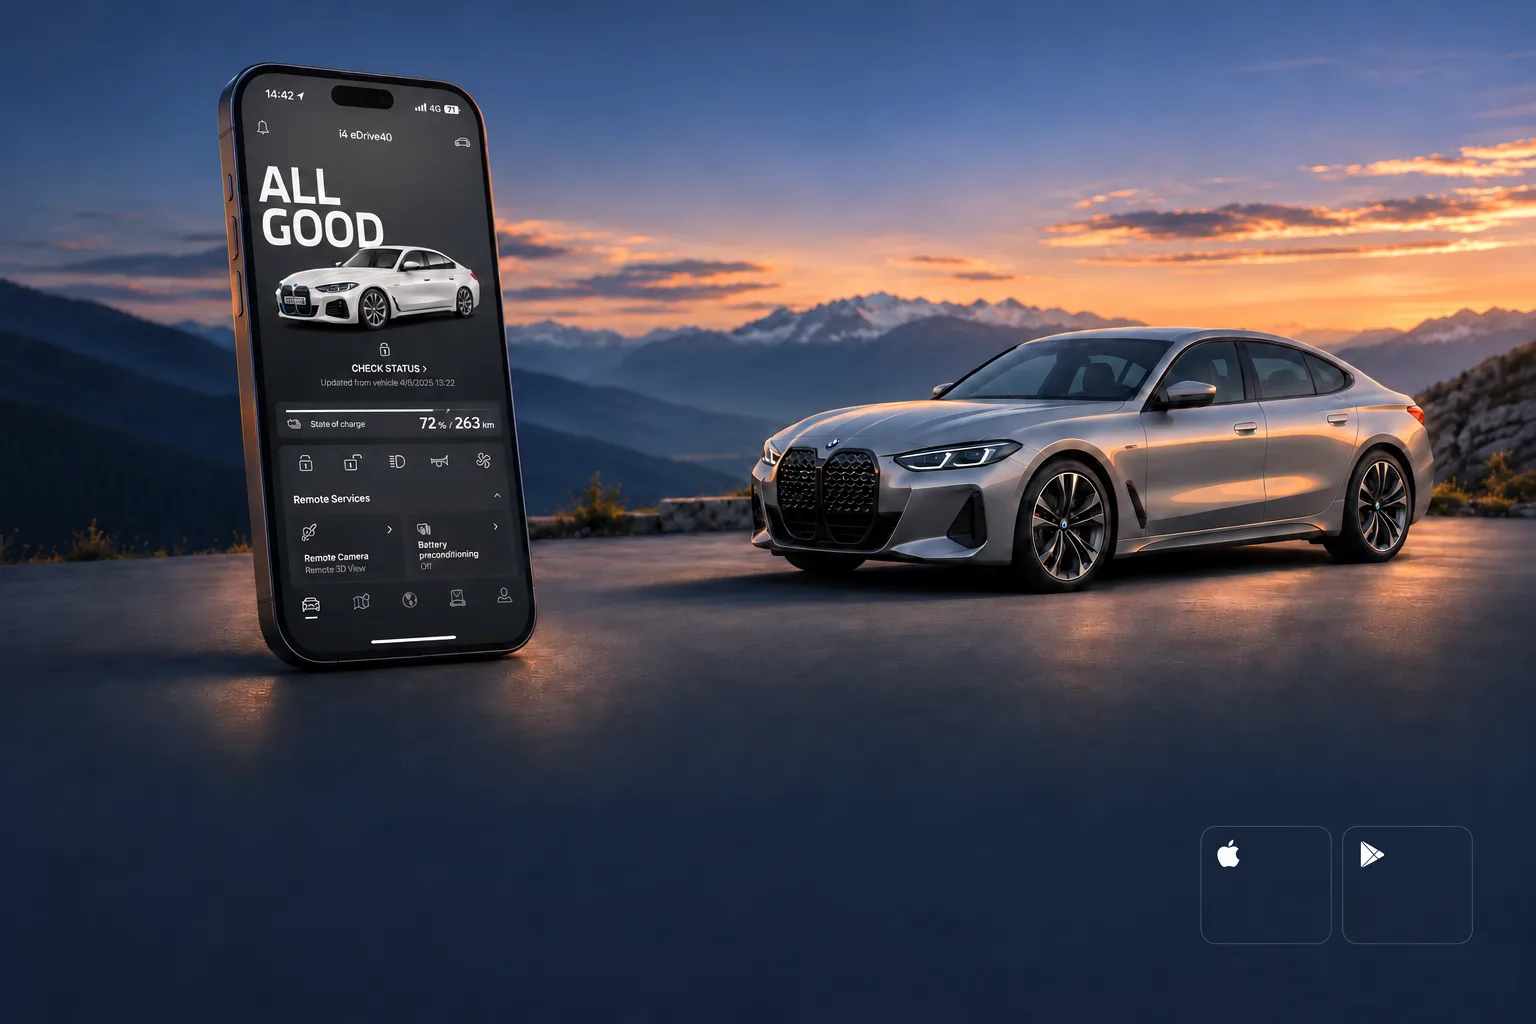 14:42
4G 71
i4 eDrive40
ALL
GOOD
CHECK STATUS >
Updated from vehicle 4/8/2025 13:22
State of charge 72 % / 263 km
Remote Services
Remote Camera
Remote 3D View
Battery
preconditioning
Off